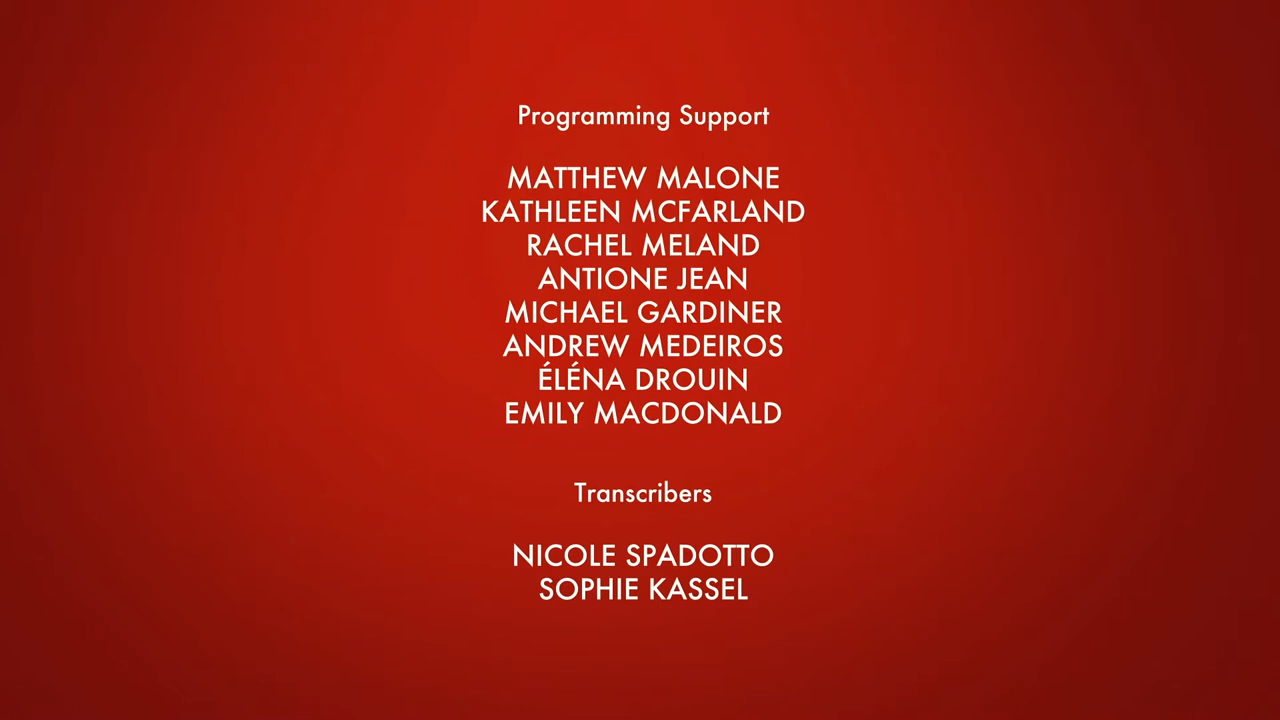 Programming Support
MATTHEW MALONE
KATHLEEN MCFARLAND
RACHEL MELAND
ANTIONE JEAN
MICHAEL GARDINER
ANDREW MEDEIROS
ÉLÉNA DROUIN
EMILY MACDONALD
Transcribers
NICOLE SPADOTTO
SOPHIE KASSEL